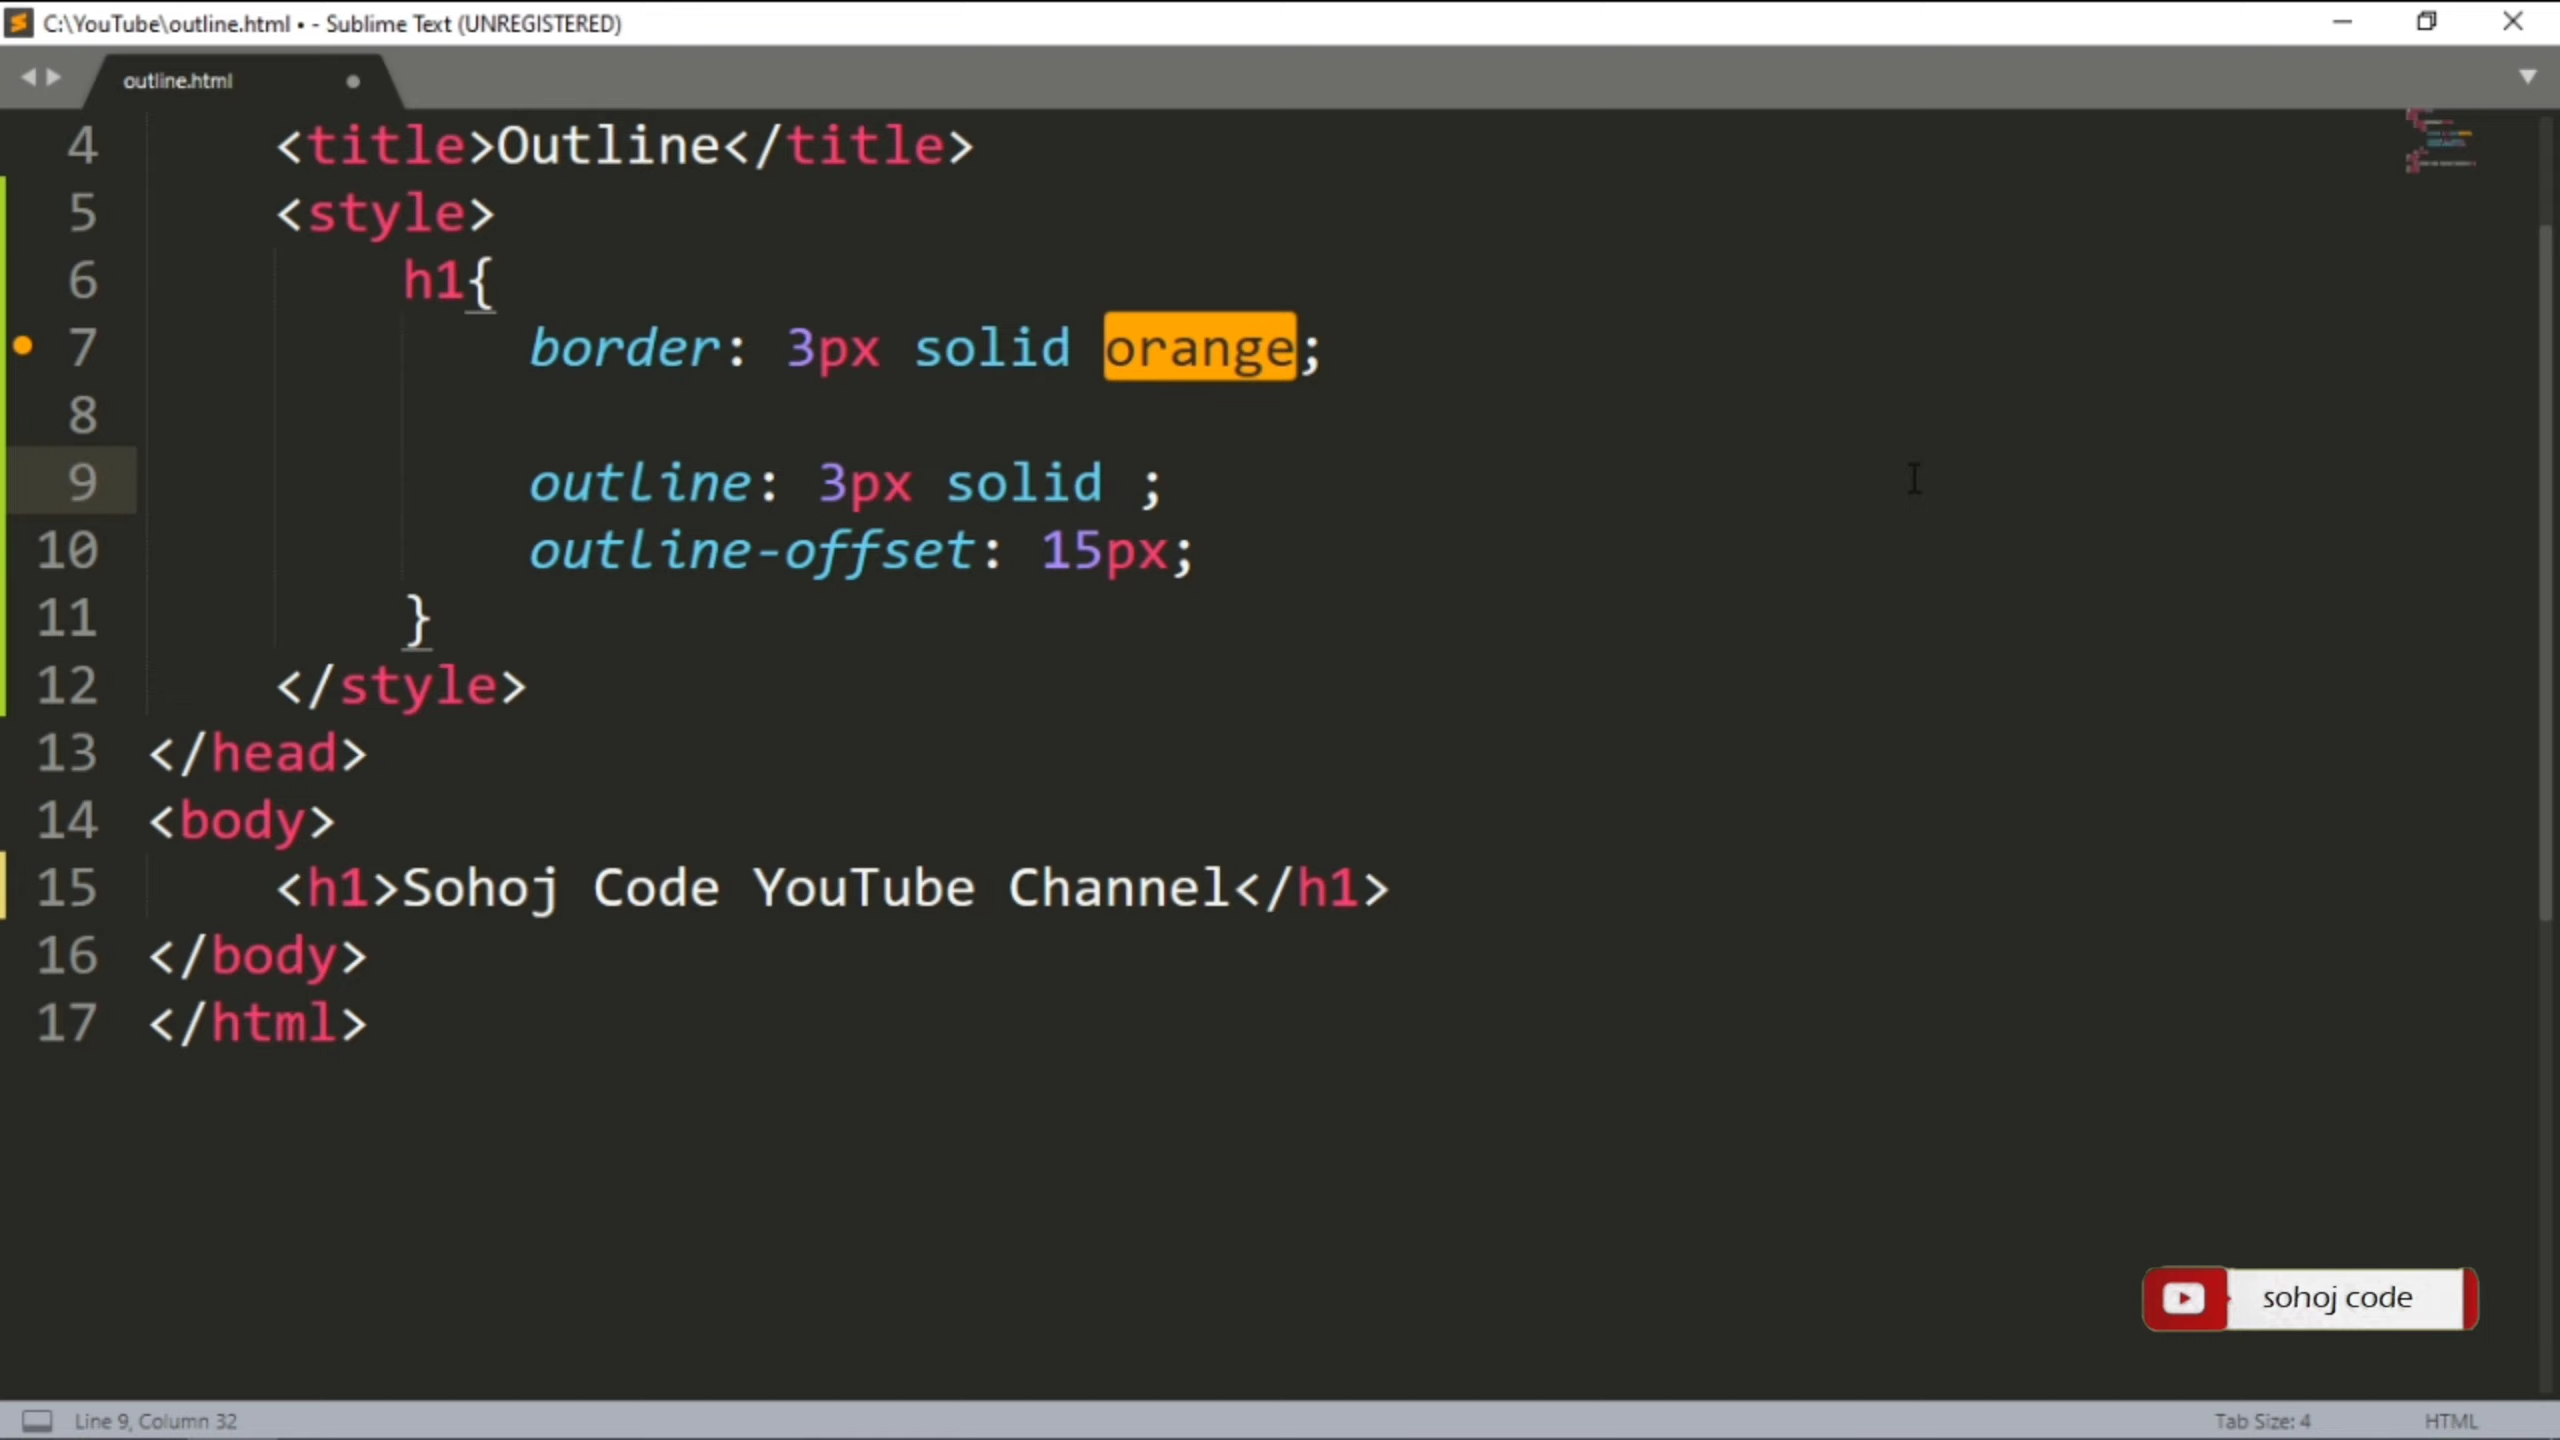 C:\YouTube\outline.html • - Sublime Text (UNREGISTERED)
outline.html
4 <title>Outline</title>
5 <style>
6 h1{
7 border: 3px solid orange;
8
9 outline: 3px solid ;
10 outline-offset: 15px;
11 }
12 </style>
13 </head>
14 <body>
15 <h1>Sohoj Code YouTube Channel</h1>
16 </body>
17 </html>
sohoj code
Line 9, Column 32
Tab Size: 4
HTML